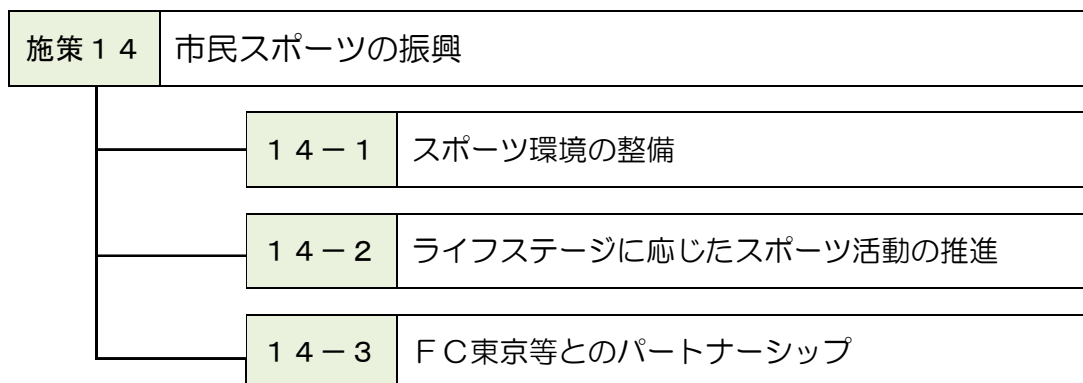 施策14 市民スポーツの振興
14-1 スポーツ環境の整備
14-2 ライフステージに応じたスポーツ活動の推進
14-3 FC東京等とのパートナーシップ